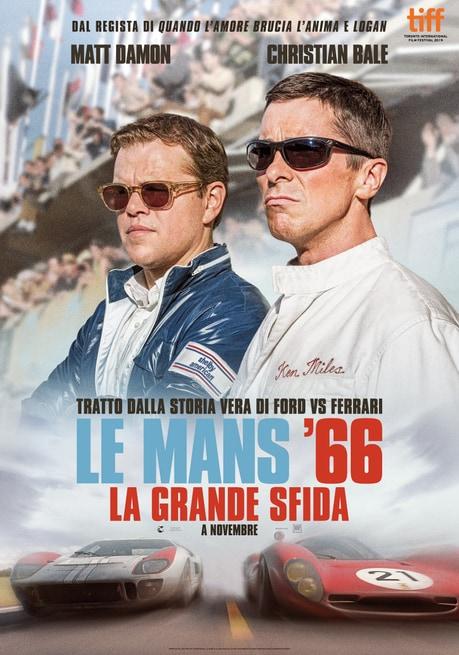 DAL REGISTA DI QUANDO L'AMORE BRUCIA L'ANIMA E LOGAN
tiff
TORONTO INTERNATIONAL
FILM FESTIVAL 2019
MATT DAMON CHRISTIAN BALE
shelby
american
Ken Miles
TRATTO DALLA STORIA VERA DI FORD VS FERRARI
LE MANS '66
LA GRANDE SFIDA
A NOVEMBRE
21